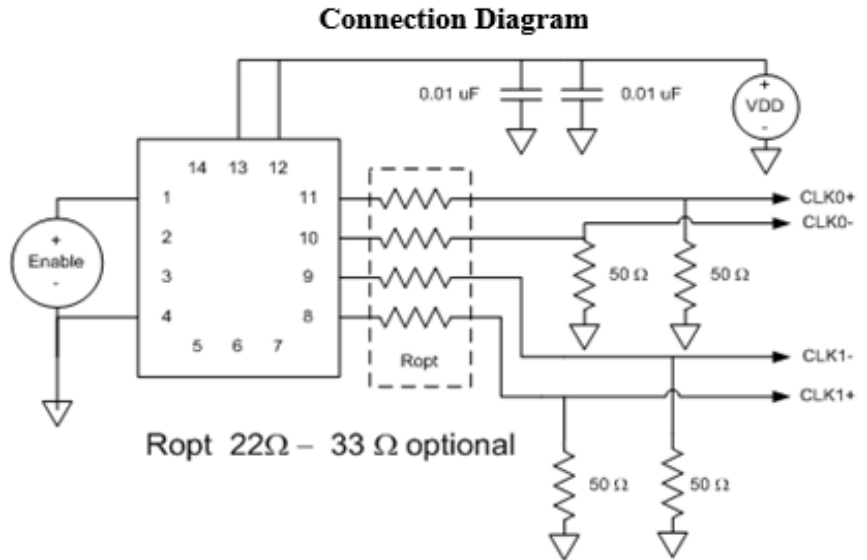 Connection Diagram
0.01 uF
0.01 uF
+
VDD
-
14 13 12
1
11
CLK0+
2
10
CLK0-
+
Enable
-
3
9
50 Ω
50 Ω
4
8
5 6 7
Ropt
CLK1-
CLK1+
Ropt 22Ω – 33 Ω optional
50 Ω
50 Ω